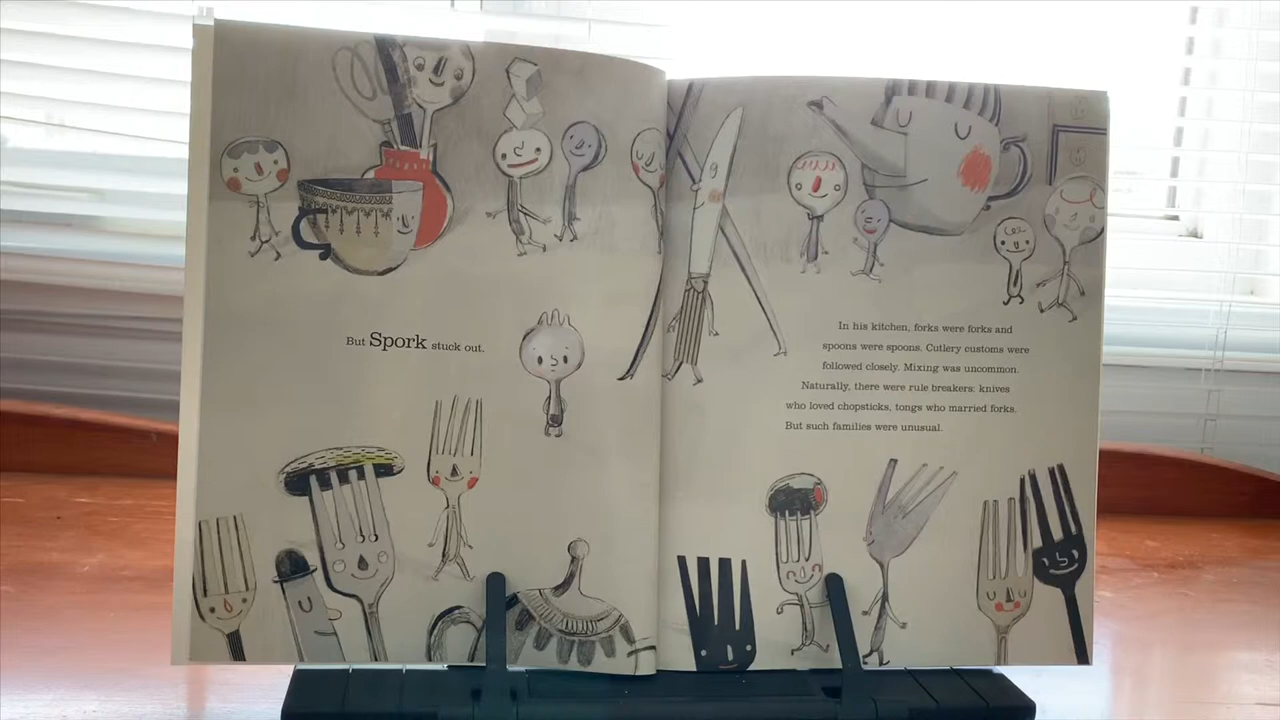 But Spork stuck out.
In his kitchen, forks were forks and
spoons were spoons. Cutlery customs were
followed closely. Mixing was uncommon.
Naturally, there were rule breakers: knives
who loved chopsticks, tongs who married forks.
But such families were unusual.